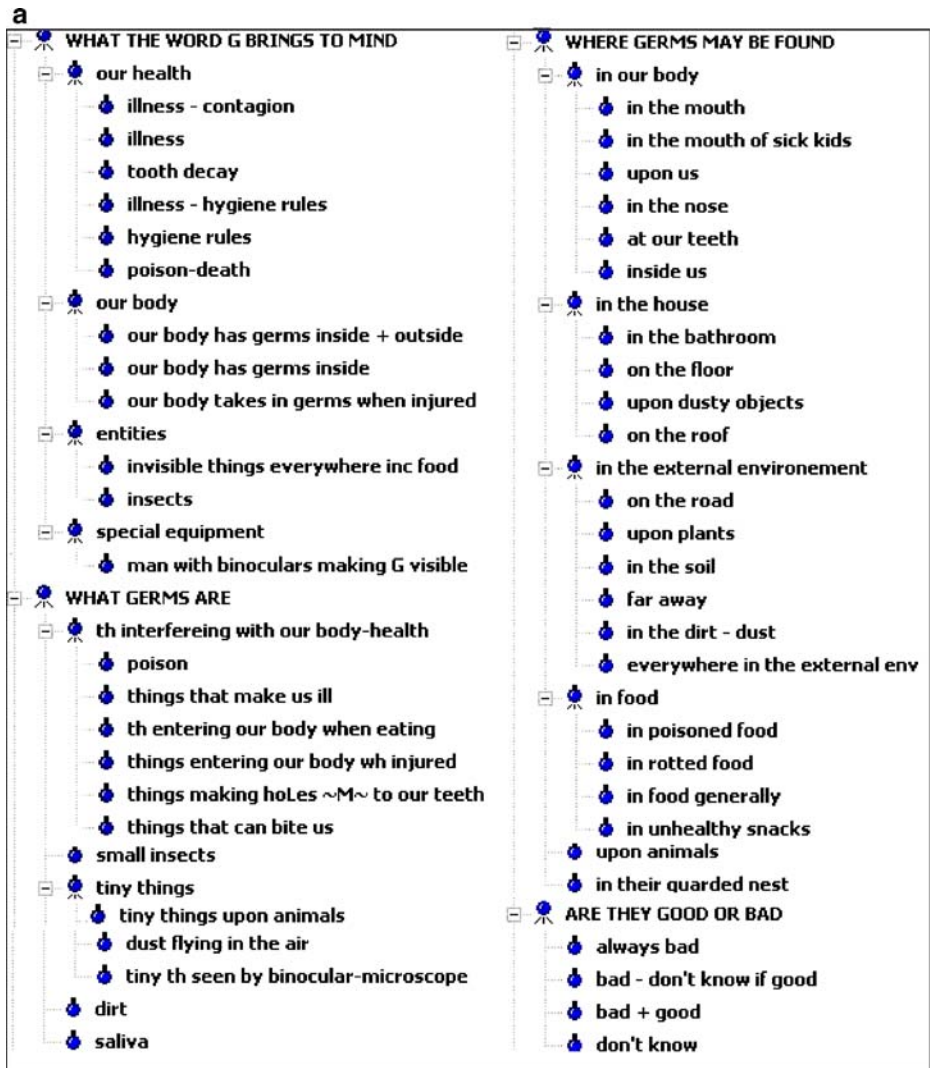 a
WHAT THE WORD G BRINGS TO MIND
our health
illness - contagion
illness
tooth decay
illness - hygiene rules
hygiene rules
poison-death
our body
our body has germs inside + outside
our body has germs inside
our body takes in germs when injured
entities
invisible things everywhere inc food
insects
special equipment
man with binoculars making G visible
WHAT GERMS ARE
th interfereing with our body-health
poison
things that make us ill
th entering our body when eating
things entering our body wh injured
things making hoLes ~M~ to our teeth
things that can bite us
small insects
tiny things
tiny things upon animals
dust flying in the air
tiny th seen by binocular-microscope
dirt
saliva
WHERE GERMS MAY BE FOUND
in our body
in the mouth
in the mouth of sick kids
upon us
in the nose
at our teeth
inside us
in the house
in the bathroom
on the floor
upon dusty objects
on the roof
in the external environement
on the road
upon plants
in the soil
far away
in the dirt - dust
everywhere in the external env
in food
in poisoned food
in rotted food
in food generally
in unhealthy snacks
upon animals
in their quarded nest
ARE THEY GOOD OR BAD
always bad
bad - don't know if good
bad + good
don't know